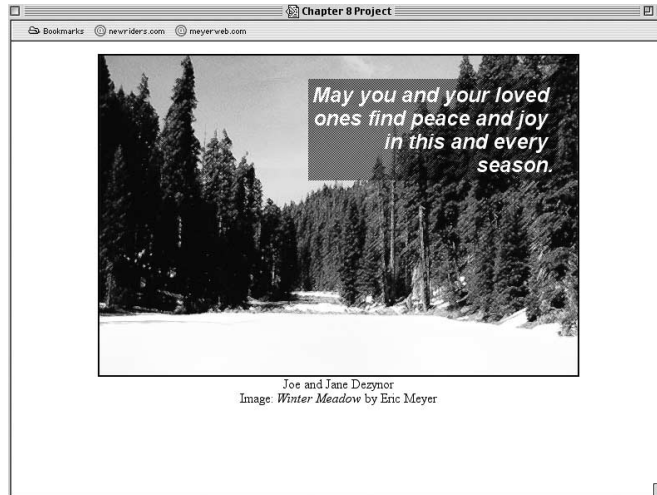 Chapter 8 Project
Bookmarks newriders.com meyerweb.com
May you and your loved
ones find peace and joy
in this and every
season.
Joe and Jane Dezynor
Image: Winter Meadow by Eric Meyer